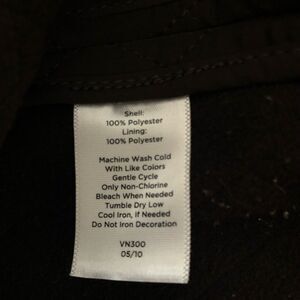 Shell:
100% Polyester
Lining:
100% Polyester
Machine Wash Cold
With Like Colors
Gentle Cycle
Only Non-Chlorine
Bleach When Needed
Tumble Dry Low
Cool Iron, if Needed
Do Not Iron Decoration
VN300
05/10